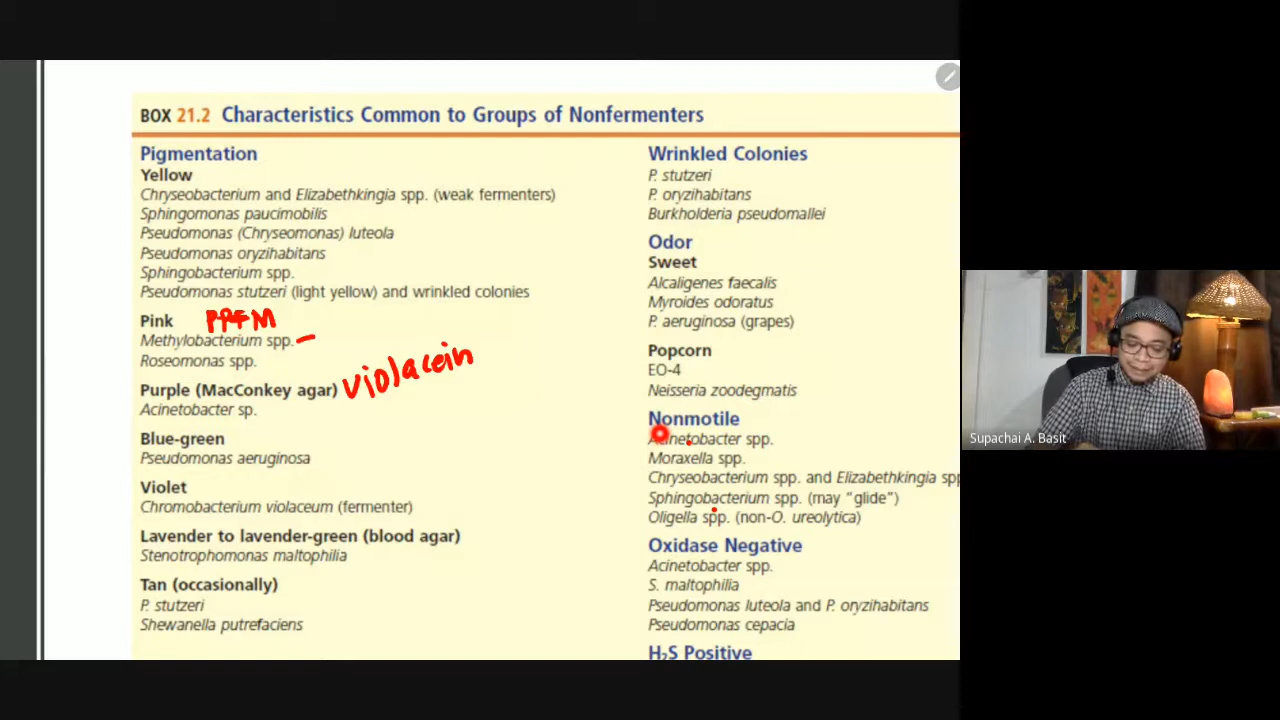 BOX 21.2 Characteristics Common to Groups of Nonfermenters
Pigmentation
Yellow
Chryseobacterium and Elizabethkingia spp. (weak fermenters)
Sphingomonas paucimobilis
Pseudomonas (Chryseomonas) luteola
Pseudomonas oryzihabitans
Sphingobacterium spp.
Pseudomonas stutzeri (light yellow) and wrinkled colonies
Pink PPFM
Methylobacterium spp.
Roseomonas spp.
Purple (MacConkey agar) violacein
Acinetobacter sp.
Blue-green
Pseudomonas aeruginosa
Violet
Chromobacterium violaceum (fermenter)
Lavender to lavender-green (blood agar)
Stenotrophomonas maltophilia
Tan (occasionally)
P. stutzeri
Shewanella putrefaciens
Wrinkled Colonies
P. stutzeri
P. oryzihabitans
Burkholderia pseudomallei
Odor
Sweet
Alcaligenes faecalis
Myroides odoratus
P. aeruginosa (grapes)
Popcorn
EO-4
Neisseria zoodegmatis
Nonmotile
Acinetobacter spp.
Moraxella spp.
Chryseobacterium spp. and Elizabethkingia spp
Sphingobacterium spp. (may “glide”)
Oligella spp. (non-O. ureolytica)
Oxidase Negative
Acinetobacter spp.
S. maltophilia
Pseudomonas luteola and P. oryzihabitans
Pseudomonas cepacia
H₂S Positive
Supachai A. Basit